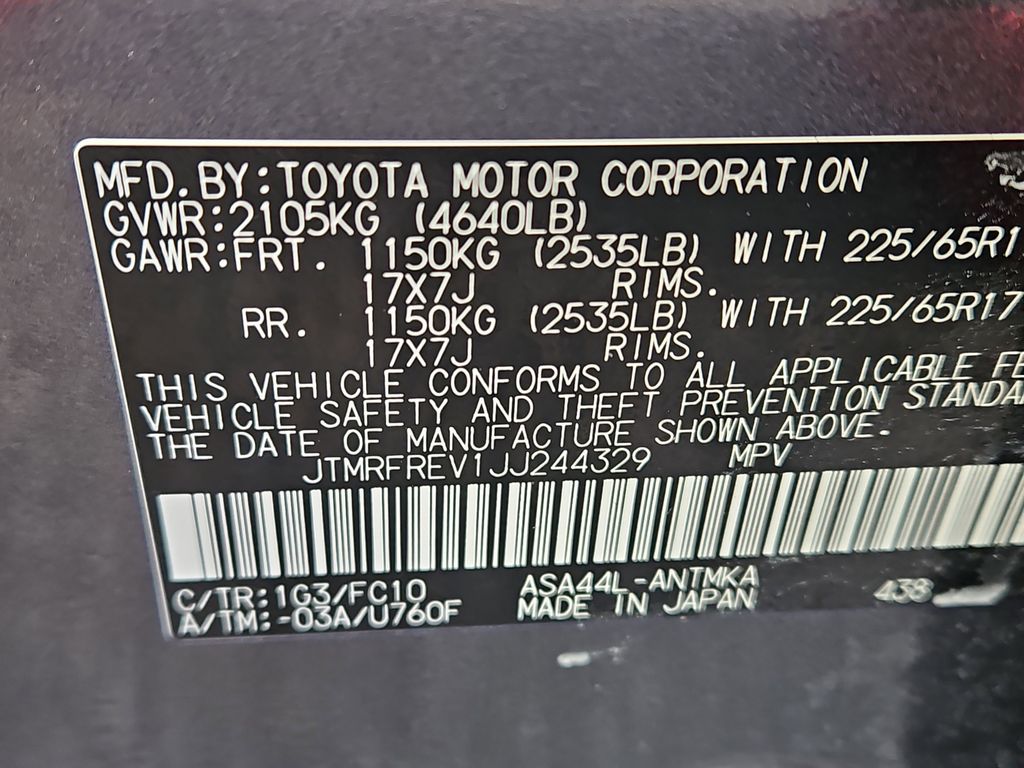 MFD.BY:TOYOTA MOTOR CORPORATION
GVWR:2105KG (4640LB)
GAWR:FRT. 1150KG (2535LB) WITH 225/65R1
17X7J RIMS.
RR. 1150KG (2535LB) WITH 225/65R17
17X7J RIMS.
THIS VEHICLE CONFORMS TO ALL APPLICABLE FE
VEHICLE SAFETY AND THEFT PREVENTION STANDA
THE DATE OF MANUFACTURE SHOWN ABOVE.
JTMRFREV1JJ244329 MPV
C/TR:1G3/FC10 ASA44L-ANTMKA 438
A/TM:-03A/U760F MADE IN JAPAN